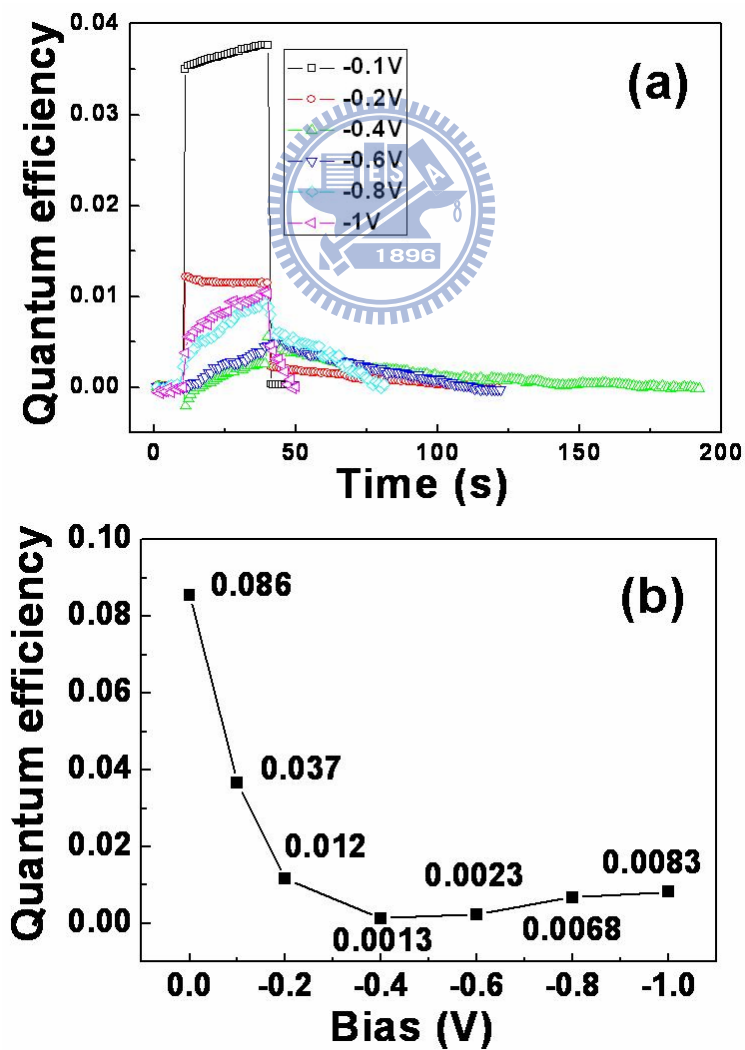 0.04
0.03
0.02
0.01
0.00
Quantum efficiency
(a)
-0.1V
-0.2V
-0.4V
-0.6V
-0.8V
-1V
E S A
1896
0 50 100 150 200
Time (s)
0.10
0.08
0.06
0.04
0.02
0.00
Quantum efficiency
(b)
0.086
0.037
0.012
0.0013
0.0023
0.0068
0.0083
0.0 -0.2 -0.4 -0.6 -0.8 -1.0
Bias (V)